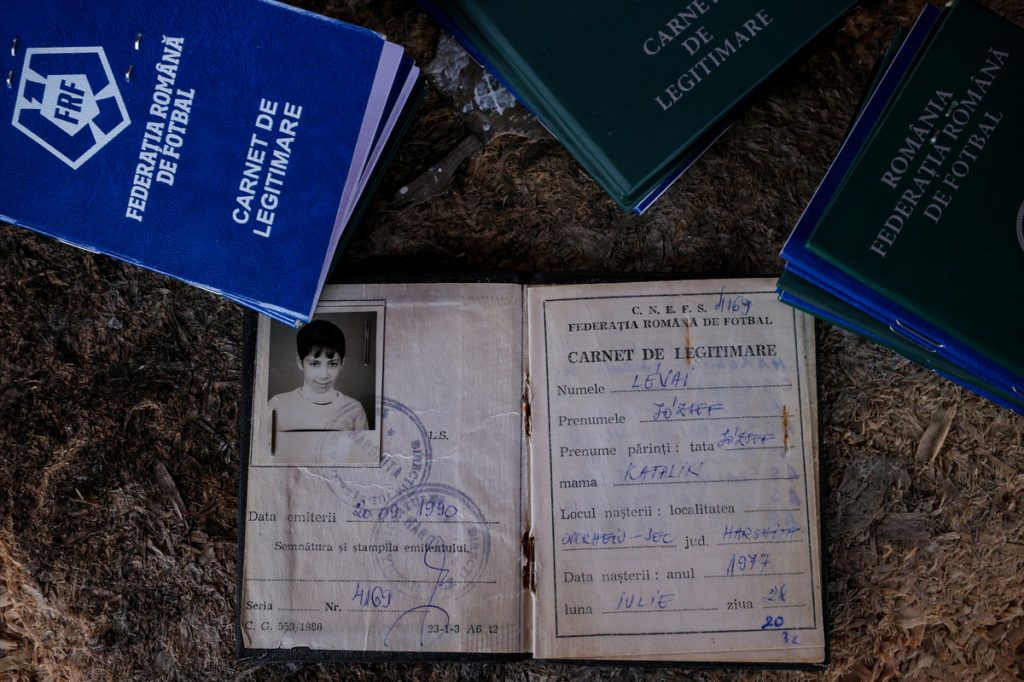 FRF
FEDERAȚIA ROMÂNĂ
DE FOTBAL
CARNET DE
LEGITIMARE
CARNET
DE
LEGITIMARE
ROMÂNIA
FEDERAȚIA ROMÂNĂ
DE FOTBAL
L.S.
Data emiterii 1990
Semnătura și ștampila emitentului,
Seria Nr. 4169
C. G. 553/1986 23-1-3 A6 t2
C. N. E. F. S. 4169
FEDERAȚIA ROMÂNA DE FOTBAL
CARNET DE LEGITIMARE
Numele LÉVAI
Prenumele JÓZSEF
Prenume părinți : tata JÓZSEF
mama KATALIN
Locul nașterii : localitatea
ODORHEIU-SEC jud. HARGHITA
Data nașterii : anul 1977
luna IULIE ziua 28
20